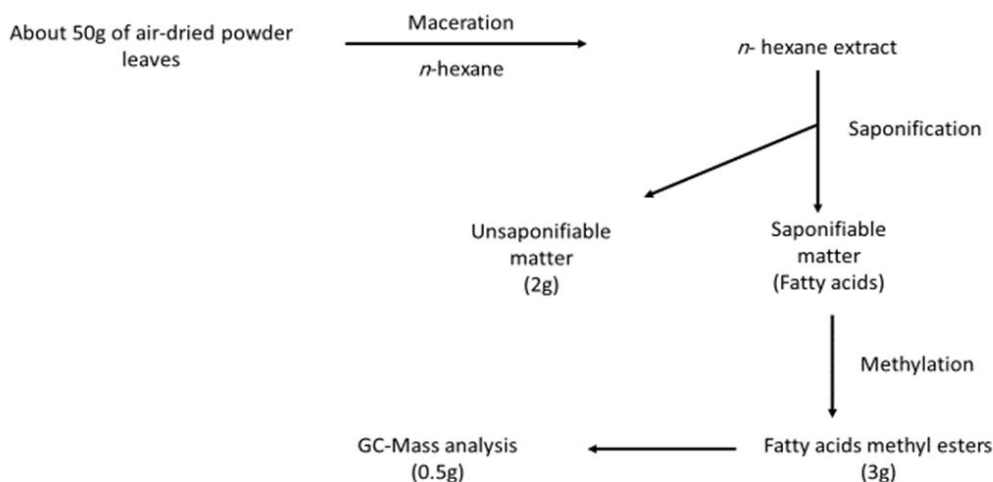 About 50g of air-dried powder
leaves
Maceration
n-hexane
n- hexane extract
Saponification
Unsaponifiable
matter
(2g)
Saponifiable
matter
(Fatty acids)
Methylation
GC-Mass analysis
(0.5g)
Fatty acids methyl esters
(3g)